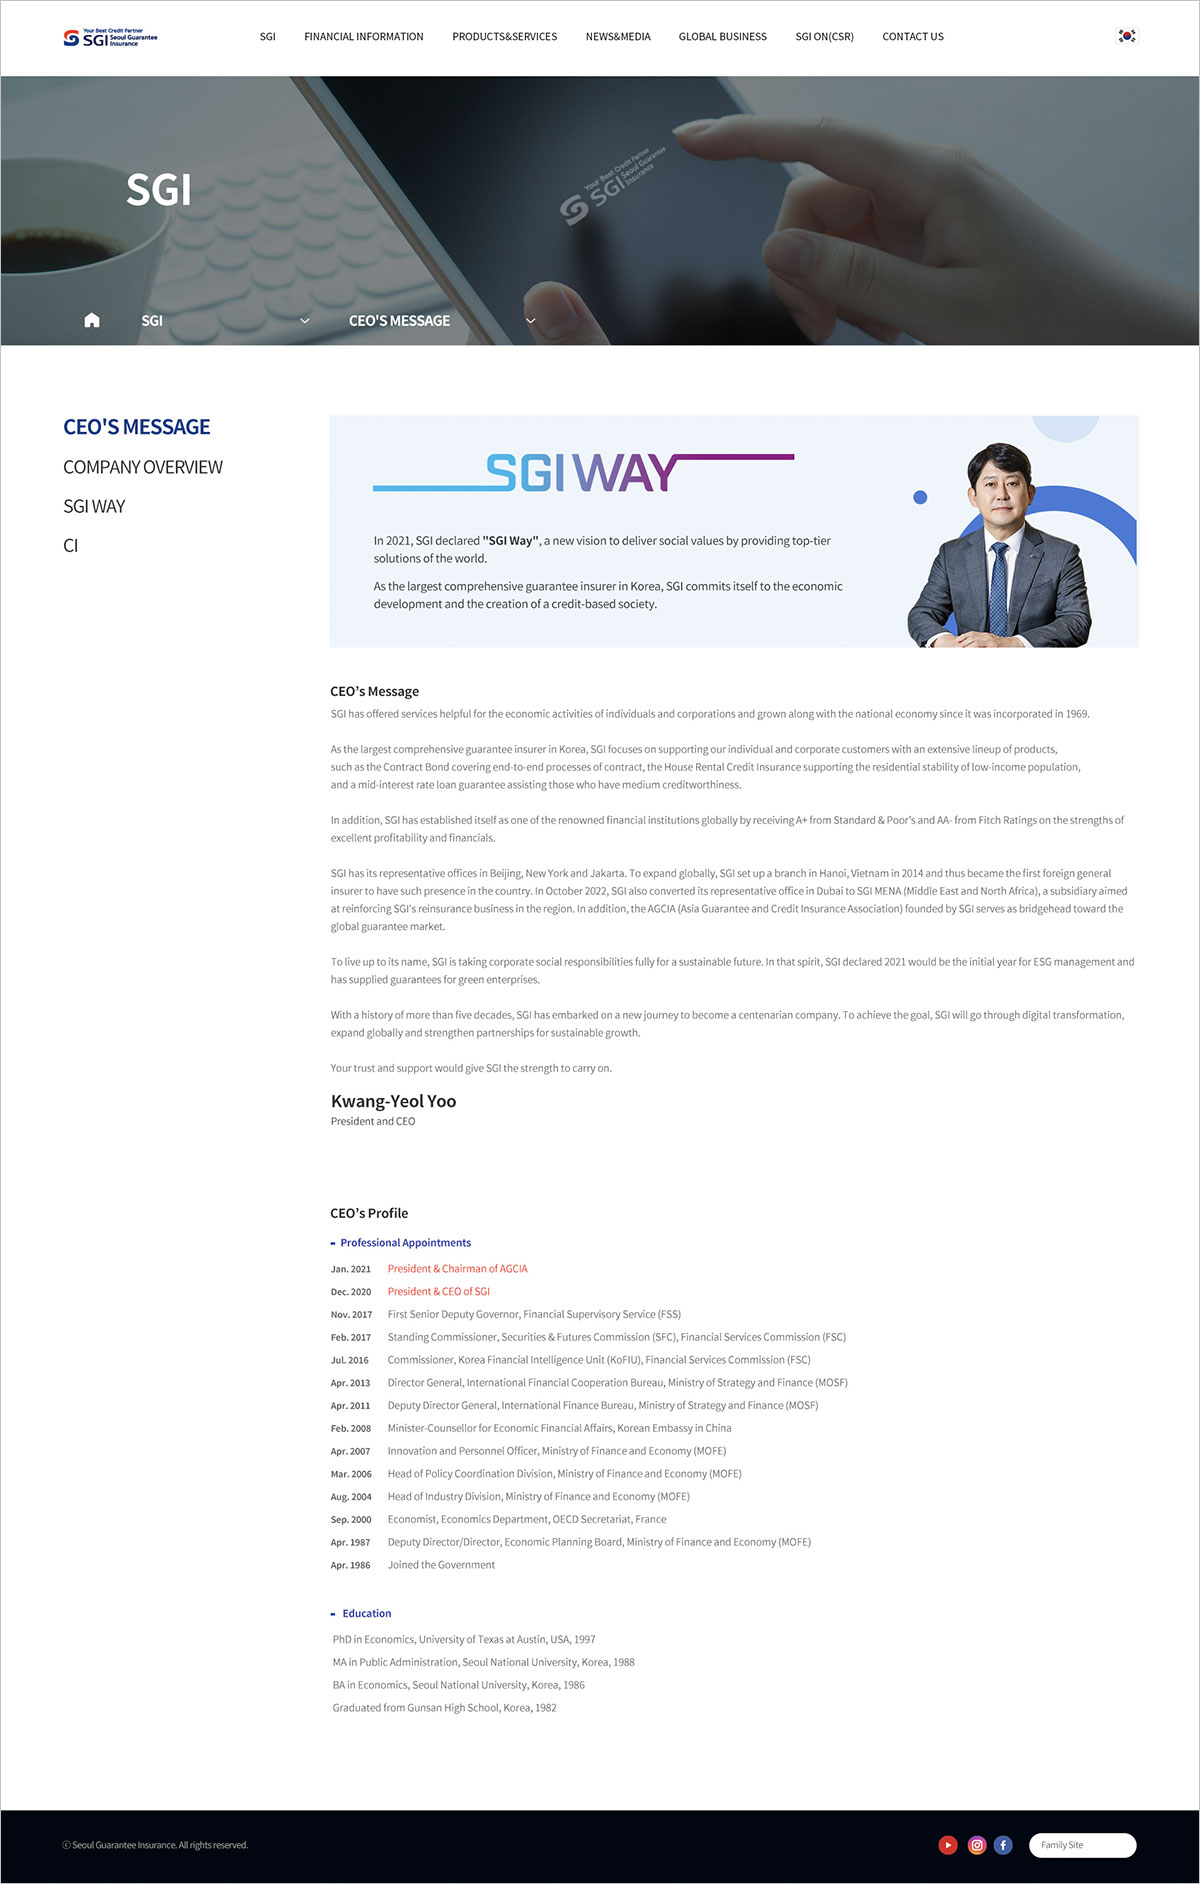 Your Best Credit Partner
SGI Seoul Guarantee Insurance
SGI
FINANCIAL INFORMATION
PRODUCTS&SERVICES
NEWS&MEDIA
GLOBAL BUSINESS
SGI ON(CSR)
CONTACT US
Your Best Credit Partner
SGI Seoul Guarantee Insurance
SGI
SGI
CEO'S MESSAGE
CEO'S MESSAGE
COMPANY OVERVIEW
SGI WAY
CI
SGI WAY
In 2021, SGI declared "SGI Way", a new vision to deliver social values by providing top-tier
solutions of the world.
As the largest comprehensive guarantee insurer in Korea, SGI commits itself to the economic
development and the creation of a credit-based society.
CEO’s Message
SGI has offered services helpful for the economic activities of individuals and corporations and grown along with the national economy since it was incorporated in 1969.
As the largest comprehensive guarantee insurer in Korea, SGI focuses on supporting our individual and corporate customers with an extensive lineup of products,
such as the Contract Bond covering end-to-end processes of contract, the House Rental Credit Insurance supporting the residential stability of low-income population,
and a mid-interest rate loan guarantee assisting those who have medium creditworthiness.
In addition, SGI has established itself as one of the renowned financial institutions globally by receiving A+ from Standard & Poor’s and AA- from Fitch Ratings on the strengths of
excellent profitability and financials.
SGI has its representative offices in Beijing, New York and Jakarta. To expand globally, SGI set up a branch in Hanoi, Vietnam in 2014 and thus became the first foreign general
insurer to have such presence in the country. In October 2022, SGI also converted its representative office in Dubai to SGI MENA (Middle East and North Africa), a subsidiary aimed
at reinforcing SGI’s reinsurance business in the region. In addition, the AGCIA (Asia Guarantee and Credit Insurance Association) founded by SGI serves as bridgehead toward the
global guarantee market.
To live up to its name, SGI is taking corporate social responsibilities fully for a sustainable future. In that spirit, SGI declared 2021 would be the initial year for ESG management and
has supplied guarantees for green enterprises.
With a history of more than five decades, SGI has embarked on a new journey to become a centenarian company. To achieve the goal, SGI will go through digital transformation,
expand globally and strengthen partnerships for sustainable growth.
Your trust and support would give SGI the strength to carry on.
Kwang-Yeol Yoo
President and CEO
CEO’s Profile
- Professional Appointments
Jan. 2021 President & Chairman of AGCIA
Dec. 2020 President & CEO of SGI
Nov. 2017 First Senior Deputy Governor, Financial Supervisory Service (FSS)
Feb. 2017 Standing Commissioner, Securities & Futures Commission (SFC), Financial Services Commission (FSC)
Jul. 2016 Commissioner, Korea Financial Intelligence Unit (KoFIU), Financial Services Commission (FSC)
Apr. 2013 Director General, International Financial Cooperation Bureau, Ministry of Strategy and Finance (MOSF)
Apr. 2011 Deputy Director General, International Finance Bureau, Ministry of Strategy and Finance (MOSF)
Feb. 2008 Minister-Counsellor for Economic Financial Affairs, Korean Embassy in China
Apr. 2007 Innovation and Personnel Officer, Ministry of Finance and Economy (MOFE)
Mar. 2006 Head of Policy Coordination Division, Ministry of Finance and Economy (MOFE)
Aug. 2004 Head of Industry Division, Ministry of Finance and Economy (MOFE)
Sep. 2000 Economist, Economics Department, OECD Secretariat, France
Apr. 1987 Deputy Director/Director, Economic Planning Board, Ministry of Finance and Economy (MOFE)
Apr. 1986 Joined the Government
- Education
PhD in Economics, University of Texas at Austin, USA, 1997
MA in Public Administration, Seoul National University, Korea, 1988
BA in Economics, Seoul National University, Korea, 1986
Graduated from Gunsan High School, Korea, 1982
ⓒ Seoul Guarantee Insurance. All rights reserved.
Family Site